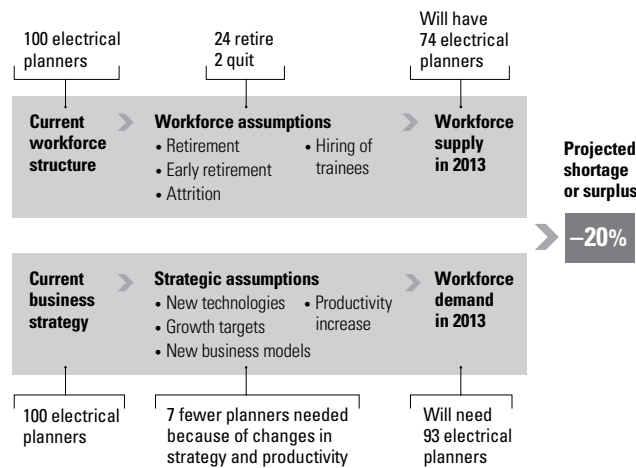 100 electrical
planners
24 retire
2 quit
Will have
74 electrical
planners
Current
workforce
structure
Workforce assumptions
• Retirement
• Early retirement
• Attrition
• Hiring of
trainees
Workforce
supply
in 2013
Projected
shortage
or surplus
–20%
Current
business
strategy
Strategic assumptions
• New technologies
• Growth targets
• New business models
• Productivity
increase
Workforce
demand
in 2013
100 electrical
planners
7 fewer planners needed
because of changes in
strategy and productivity
Will need
93 electrical
planners